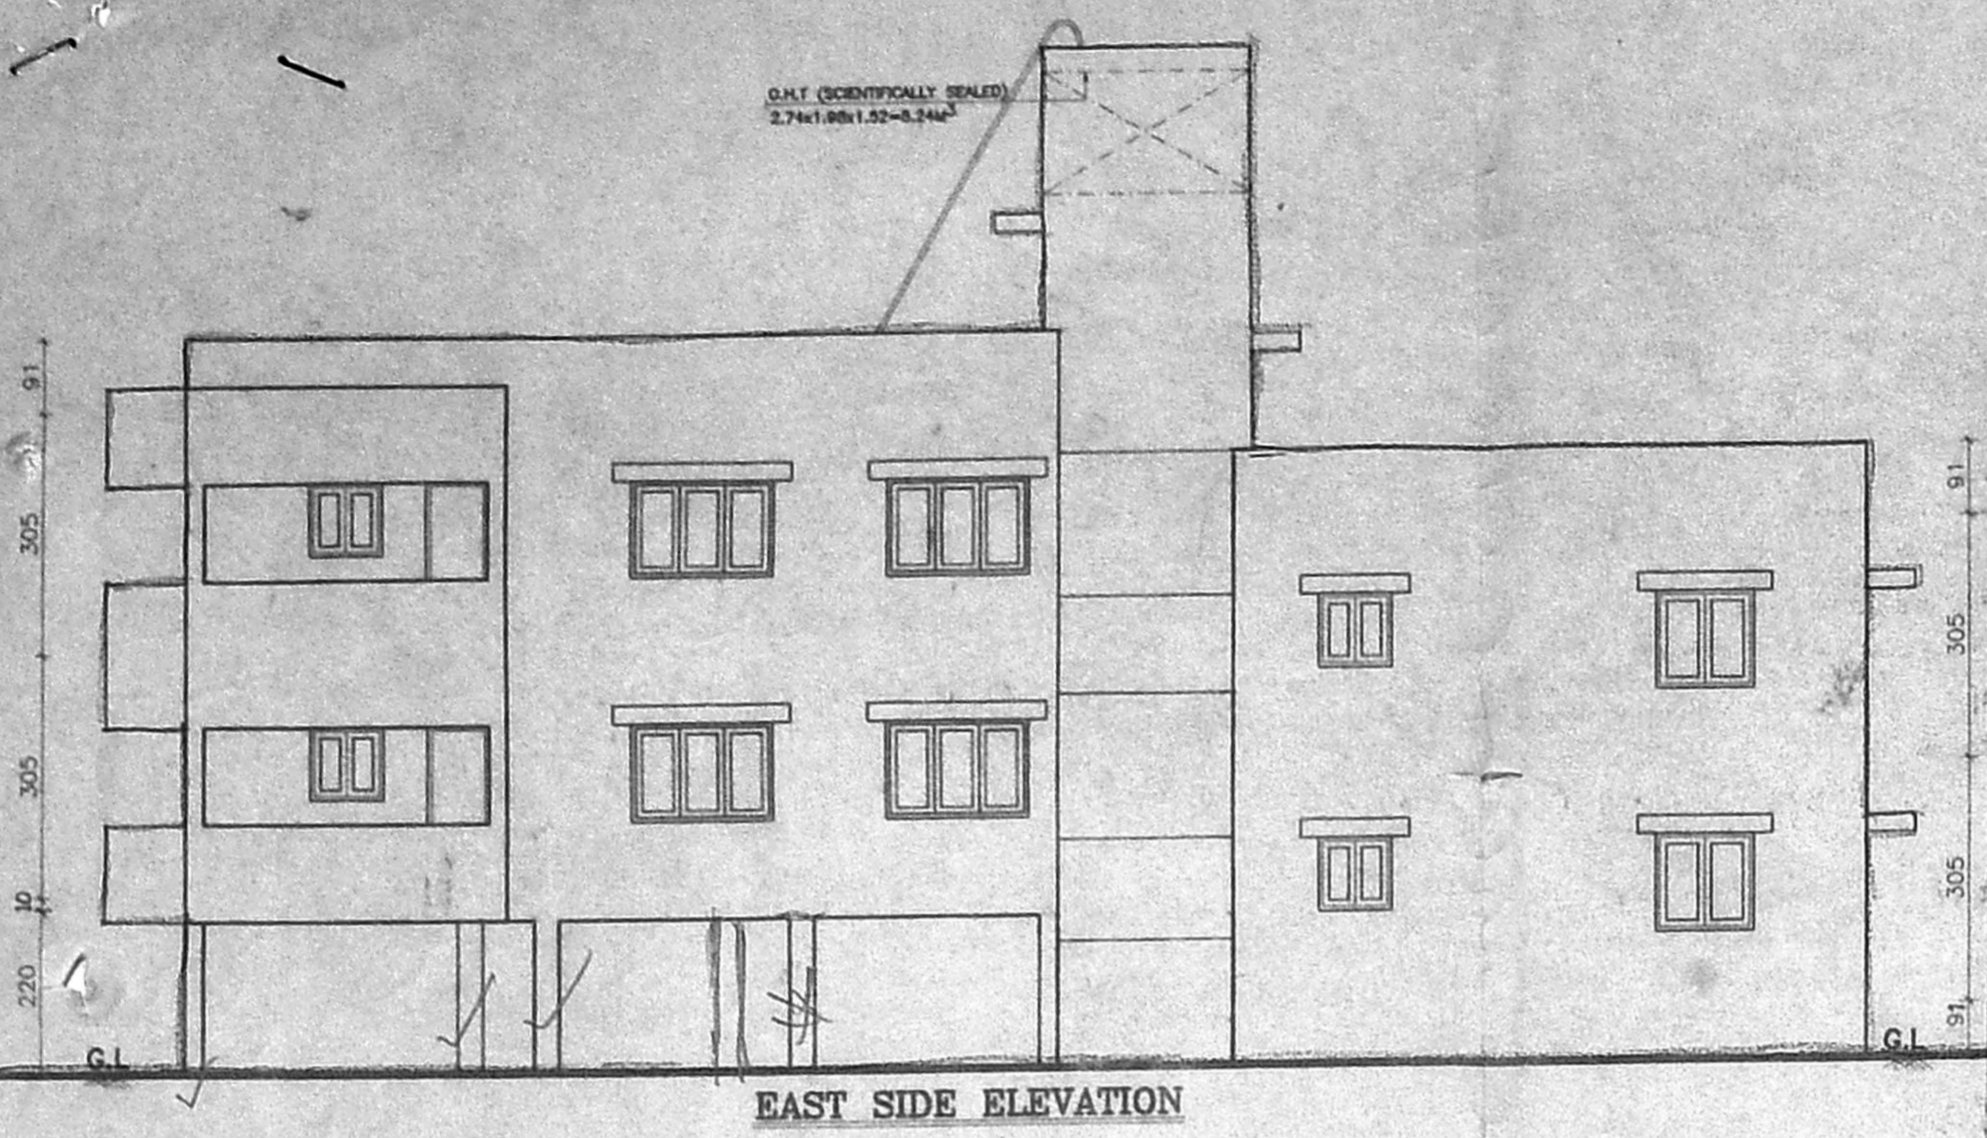 O.H.T (SCIENTIFICALLY SEALED)
2.74x1.98x1.52=8.24M³
91
305
305
10
220
G.L
91
305
305
91
G.L
EAST SIDE ELEVATION